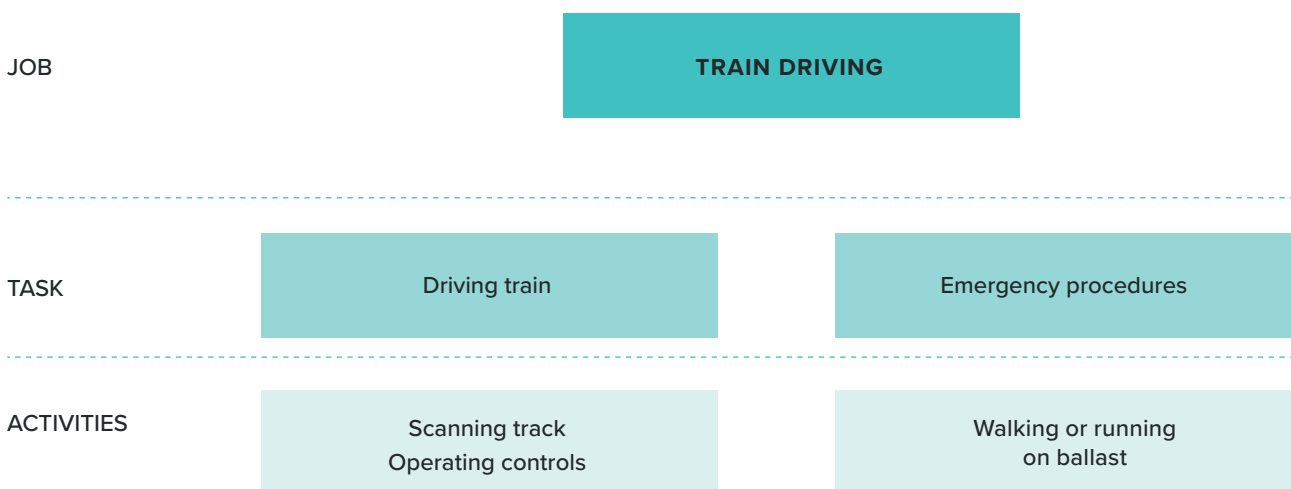 JOB
TRAIN DRIVING
TASK
Driving train
Emergency procedures
ACTIVITIES
Scanning track
Operating controls
Walking or running
on ballast